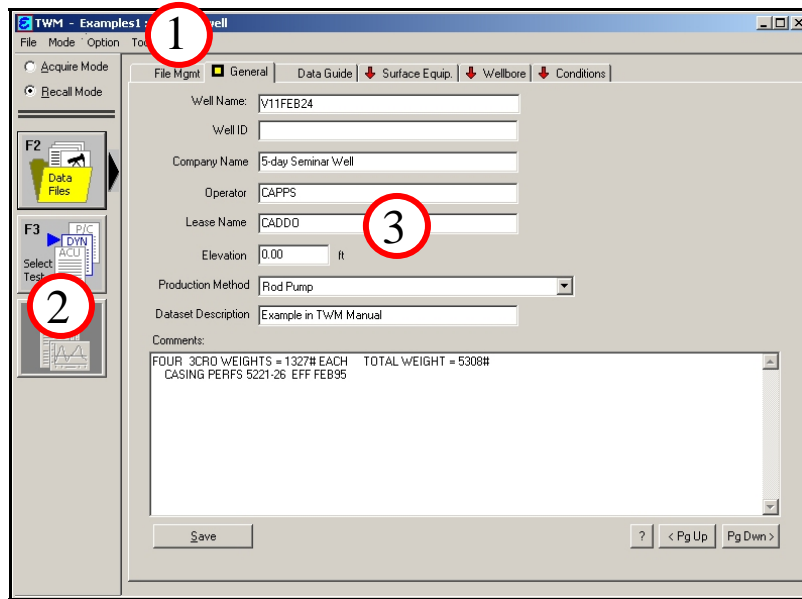 TWM - Examples1 : well
File Mode Option
1
Acquire Mode
Recall Mode
File Mgmt General Data Guide Surface Equip. Wellbore Conditions
F2
Data
Files
F3
P/C
DYN
ACU
Select
Test
2
Well Name: V11FEB24
Well ID
Company Name 5-day Seminar Well
Operator CAPPS
Lease Name CADDO
3
Elevation 0.00 ft
Production Method Rod Pump
Dataset Description Example in TWM Manual
Comments:
FOUR 3CRO WEIGHTS = 1327# EACH TOTAL WEIGHT = 5308#
CASING PERFS 5221-26 EFF FEB95
Save ? < Pg Up Pg Dwn >